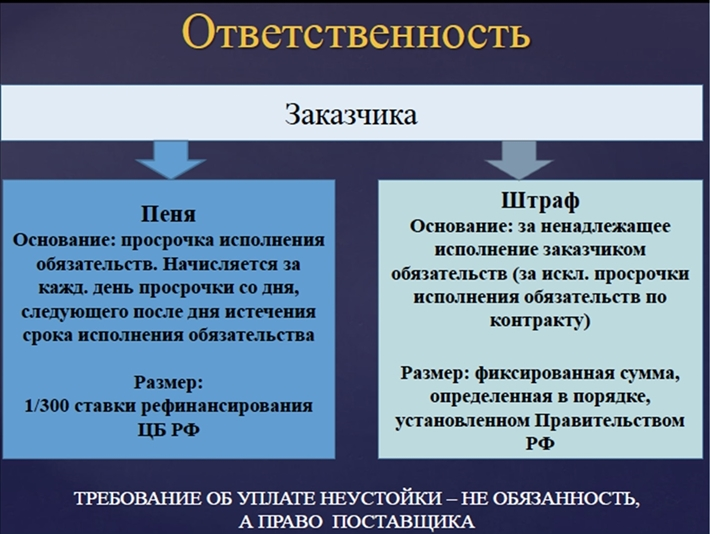 Ответственность
Заказчика
Пеня
Основание: просрочка исполнения
обязательств. Начисляется за
кажд. день просрочки со дня,
следующего после дня истечения
срока исполнения обязательства
Размер:
1/300 ставки рефинансирования
ЦБ РФ
Штраф
Основание: за ненадлежащее
исполнение заказчиком
обязательств (за искл. просрочки
исполнения обязательств по
контракту)
Размер: фиксированная сумма,
определенная в порядке,
установленном Правительством
РФ
ТРЕБОВАНИЕ ОБ УПЛАТЕ НЕУСТОЙКИ – НЕ ОБЯЗАННОСТЬ,
А ПРАВО ПОСТАВЩИКА